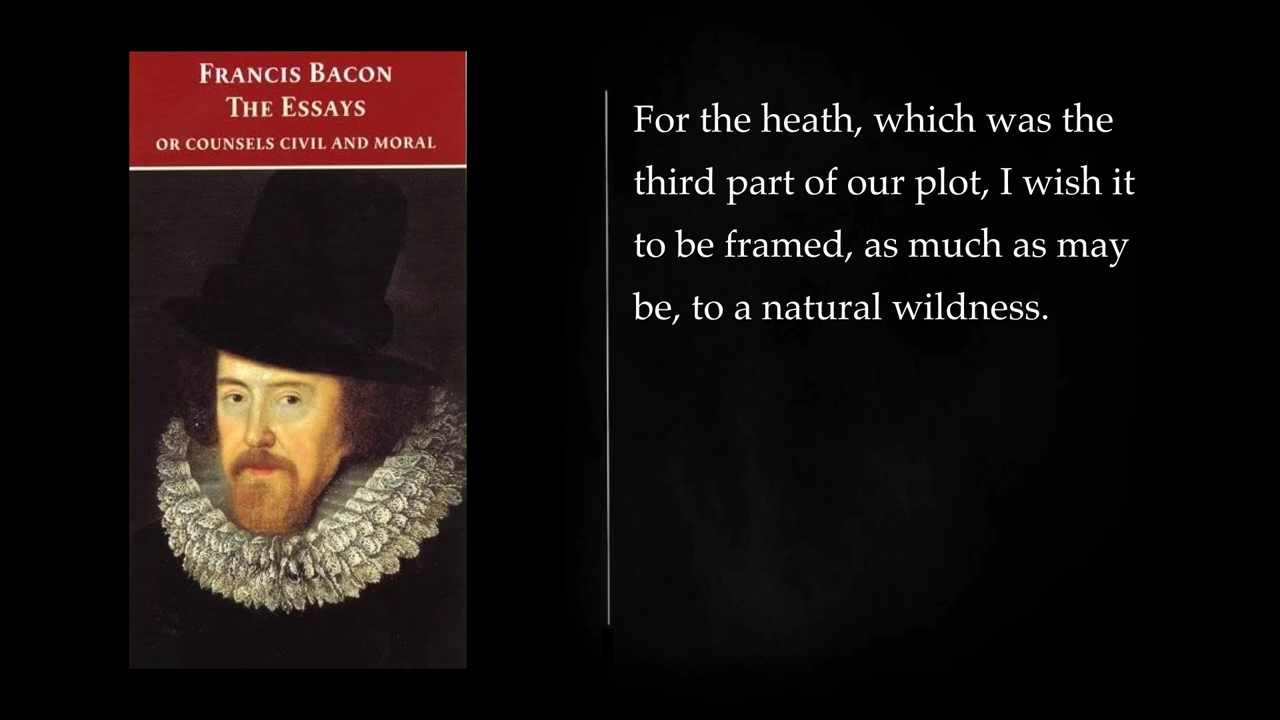 FRANCIS BACON
THE ESSAYS
OR COUNSELS CIVIL AND MORAL
For the heath, which was the
third part of our plot, I wish it
to be framed, as much as may
be, to a natural wildness.